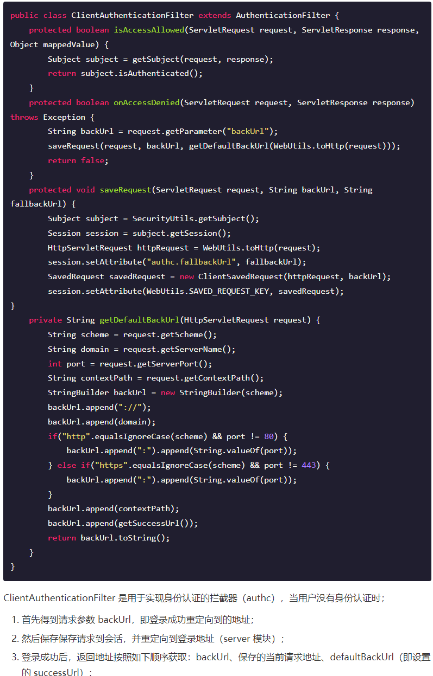 public class ClientAuthenticationFilter extends AuthenticationFilter {
    protected boolean isAccessAllowed(ServletRequest request, ServletResponse response,
Object mappedValue) {
        Subject subject = getSubject(request, response);
        return subject.isAuthenticated();
    }
    protected boolean onAccessDenied(ServletRequest request, ServletResponse response)
throws Exception {
        String backUrl = request.getParameter("backUrl");
        saveRequest(request, backUrl, getDefaultBackUrl(WebUtils.toHttp(request)));
        return false;
    }
    protected void saveRequest(ServletRequest request, String backUrl, String
fallbackUrl) {
        Subject subject = SecurityUtils.getSubject();
        Session session = subject.getSession();
        HttpServletRequest httpRequest = WebUtils.toHttp(request);
        session.setAttribute("authc.fallbackUrl", fallbackUrl);
        SavedRequest savedRequest = new ClientSavedRequest(httpRequest, backUrl);
        session.setAttribute(WebUtils.SAVED_REQUEST_KEY, savedRequest);
}
    private String getDefaultBackUrl(HttpServletRequest request) {
        String scheme = request.getScheme();
        String domain = request.getServerName();
        int port = request.getServerPort();
        String contextPath = request.getContextPath();
        StringBuilder backUrl = new StringBuilder(scheme);
        backUrl.append("://");
        backUrl.append(domain);
        if("http".equalsIgnoreCase(scheme) && port != 80) {
            backUrl.append(":").append(String.valueOf(port));
        } else if("https".equalsIgnoreCase(scheme) && port != 443) {
            backUrl.append(":").append(String.valueOf(port));
        }
        backUrl.append(contextPath);
        backUrl.append(getSuccessUrl());
        return backUrl.toString();
    }
}
ClientAuthenticationFilter 是用于实现身份认证的拦截器（authc），当用户没有身份认证时；
1. 首先得到请求参数 backUrl，即登录成功重定向到的地址；
2. 然后保存保存请求到会话，并重定向到登录地址（server 模块）；
3. 登录成功后，返回地址按照如下顺序获取：backUrl、保存的当前请求地址、defaultBackUrl（即设置
的 successUrl）；